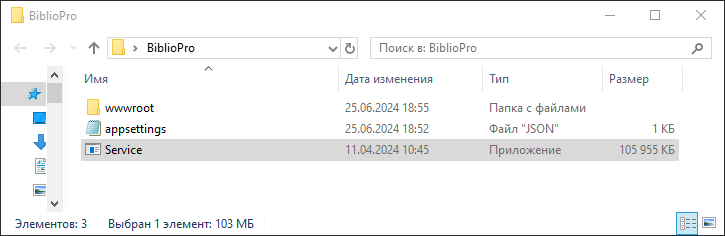 BiblioPro
BiblioPro
Поиск в: BiblioPro
Имя Дата изменения Тип Размер
wwwroot 25.06.2024 18:55 Папка с файлами
appsettings 25.06.2024 18:52 Файл "JSON" 1 КБ
Service 11.04.2024 10:45 Приложение 105 955 КБ
Элементов: 3 Выбран 1 элемент: 103 МБ